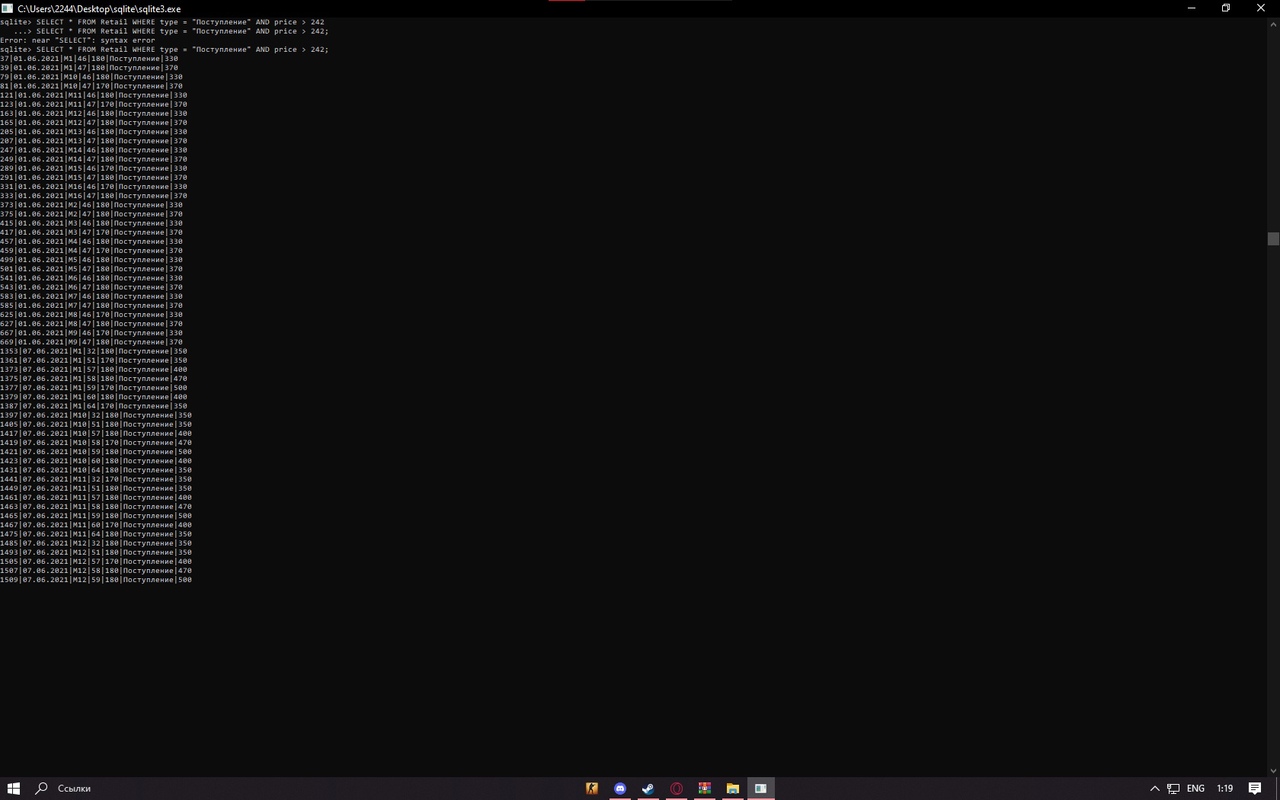 C:\Users\2244\Desktop\sqlite\sqlite3.exe
sqlite> SELECT * FROM Retail WHERE type = "Поступление" AND price > 242
   ...> SELECT * FROM Retail WHERE type = "Поступление" AND price > 242;
Error: near "SELECT": syntax error
sqlite> SELECT * FROM Retail WHERE type = "Поступление" AND price > 242;
37|01.06.2021|M1|46|180|Поступление|330
39|01.06.2021|M1|47|180|Поступление|370
79|01.06.2021|M10|46|180|Поступление|330
81|01.06.2021|M10|47|170|Поступление|370
121|01.06.2021|M11|46|180|Поступление|330
123|01.06.2021|M11|47|170|Поступление|370
163|01.06.2021|M12|46|180|Поступление|330
165|01.06.2021|M12|47|180|Поступление|370
205|01.06.2021|M13|46|180|Поступление|330
207|01.06.2021|M13|47|180|Поступление|370
247|01.06.2021|M14|46|180|Поступление|330
249|01.06.2021|M14|47|180|Поступление|370
289|01.06.2021|M15|46|170|Поступление|330
291|01.06.2021|M15|47|180|Поступление|370
331|01.06.2021|M16|46|170|Поступление|330
333|01.06.2021|M16|47|180|Поступление|370
373|01.06.2021|M2|46|180|Поступление|330
375|01.06.2021|M2|47|180|Поступление|370
415|01.06.2021|M3|46|180|Поступление|330
417|01.06.2021|M3|47|170|Поступление|370
457|01.06.2021|M4|46|180|Поступление|330
459|01.06.2021|M4|47|170|Поступление|370
499|01.06.2021|M5|46|180|Поступление|330
501|01.06.2021|M5|47|180|Поступление|370
541|01.06.2021|M6|46|180|Поступление|330
543|01.06.2021|M6|47|180|Поступление|370
583|01.06.2021|M7|46|180|Поступление|330
585|01.06.2021|M7|47|180|Поступление|370
625|01.06.2021|M8|46|170|Поступление|330
627|01.06.2021|M8|47|180|Поступление|370
667|01.06.2021|M9|46|170|Поступление|330
669|01.06.2021|M9|47|180|Поступление|370
1353|07.06.2021|M1|32|180|Поступление|350
1361|07.06.2021|M1|51|170|Поступление|350
1373|07.06.2021|M1|57|180|Поступление|400
1375|07.06.2021|M1|58|180|Поступление|470
1377|07.06.2021|M1|59|170|Поступление|500
1379|07.06.2021|M1|60|180|Поступление|400
1387|07.06.2021|M1|64|170|Поступление|350
1397|07.06.2021|M10|32|180|Поступление|350
1405|07.06.2021|M10|51|180|Поступление|350
1417|07.06.2021|M10|57|180|Поступление|400
1419|07.06.2021|M10|58|170|Поступление|470
1421|07.06.2021|M10|59|180|Поступление|500
1423|07.06.2021|M10|60|180|Поступление|400
1431|07.06.2021|M10|64|180|Поступление|350
1441|07.06.2021|M11|32|170|Поступление|350
1449|07.06.2021|M11|51|180|Поступление|350
1461|07.06.2021|M11|57|180|Поступление|400
1463|07.06.2021|M11|58|180|Поступление|470
1465|07.06.2021|M11|59|180|Поступление|500
1467|07.06.2021|M11|60|170|Поступление|400
1475|07.06.2021|M11|64|180|Поступление|350
1485|07.06.2021|M12|32|180|Поступление|350
1493|07.06.2021|M12|51|180|Поступление|350
1505|07.06.2021|M12|57|170|Поступление|400
1507|07.06.2021|M12|58|180|Поступление|470
1509|07.06.2021|M12|59|180|Поступление|500
Ссылки
ENG
1:19